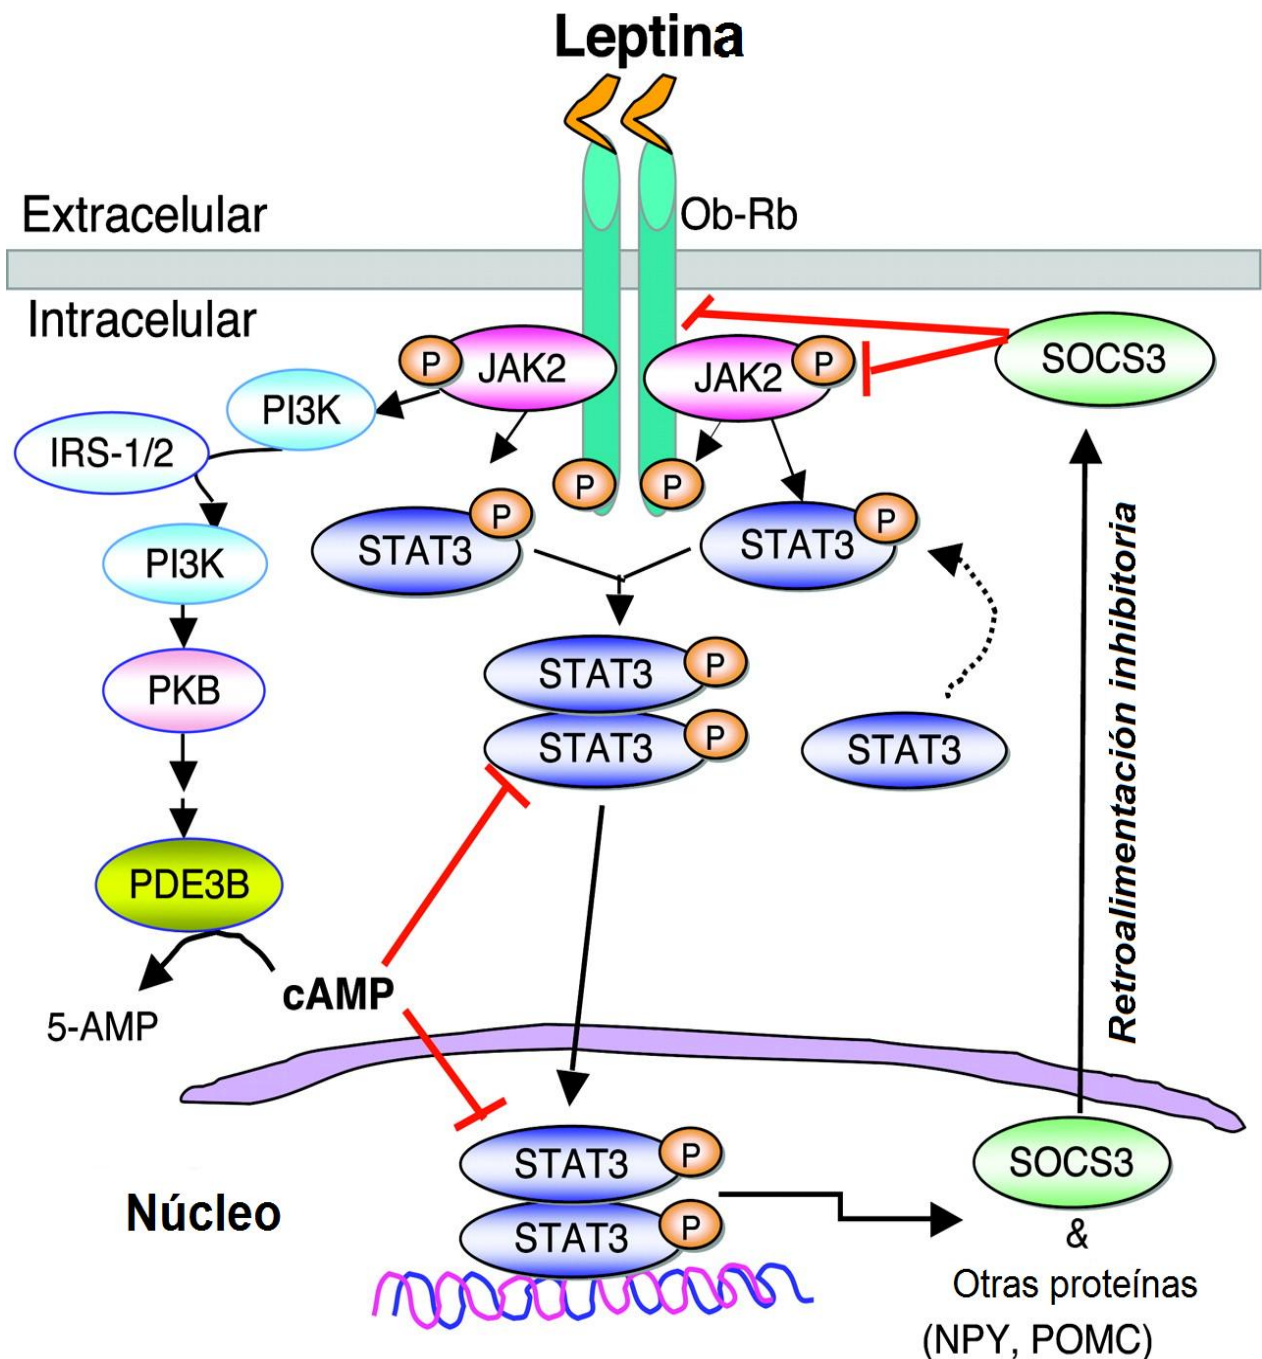 Leptina
Extracelular
Ob-Rb
Intracelular
P
JAK2
JAK2
P
SOCS3
PI3K
IRS-1/2
P
P
STAT3
P
STAT3
P
PI3K
STAT3
P
PKB
STAT3
P
STAT3
Retroalimentación inhibitoria
PDE3B
cAMP
5-AMP
STAT3
P
SOCS3
Núcleo
STAT3
P
&
Otras proteínas
(NPY, POMC)